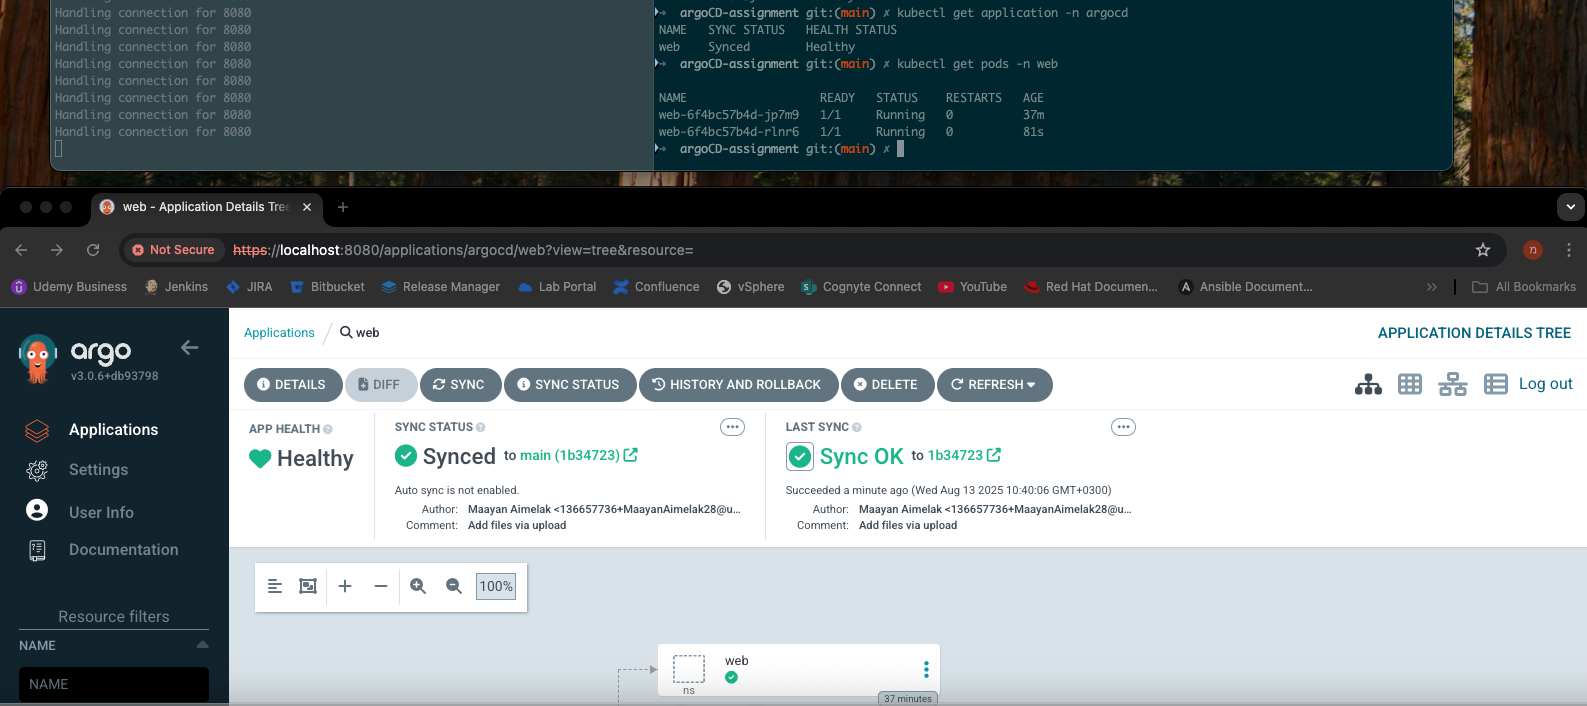 Handling connection for 8080
Handling connection for 8080
Handling connection for 8080
Handling connection for 8080
Handling connection for 8080
Handling connection for 8080
Handling connection for 8080
Handling connection for 8080
→ argoCD-assignment git:(main) ✗ kubectl get application -n argocd
NAME SYNC STATUS HEALTH STATUS
web Synced Healthy
→ argoCD-assignment git:(main) ✗ kubectl get pods -n web
NAME READY STATUS RESTARTS AGE
web-6f4bc57b4d-jp7m9 1/1 Running 0 37m
web-6f4bc57b4d-rlnr6 1/1 Running 0 81s
→ argoCD-assignment git:(main) ✗
web - Application Details Tree
Not Secure https://localhost:8080/applications/argocd/web?view=tree&resource=
מ
Udemy Business Jenkins JIRA Bitbucket Release Manager Lab Portal Confluence vSphere Cognyte Connect YouTube Red Hat Documen... Ansible Document... » All Bookmarks
argo
v3.0.6+db93798
Applications
Settings
User Info
Documentation
Resource filters
NAME
NAME
Applications / web
APPLICATION DETAILS TREE
DETAILS DIFF SYNC SYNC STATUS HISTORY AND ROLLBACK DELETE REFRESH
Log out
APP HEALTH
Healthy
SYNC STATUS
Synced to main (1b34723)
Auto sync is not enabled.
Author: Maayan Aimelak <136657736+MaayanAimelak28@u...
Comment: Add files via upload
LAST SYNC
Sync OK to 1b34723
Succeeded a minute ago (Wed Aug 13 2025 10:40:06 GMT+0300)
Author: Maayan Aimelak <136657736+MaayanAimelak28@u...
Comment: Add files via upload
100%
web
ns
37 minutes